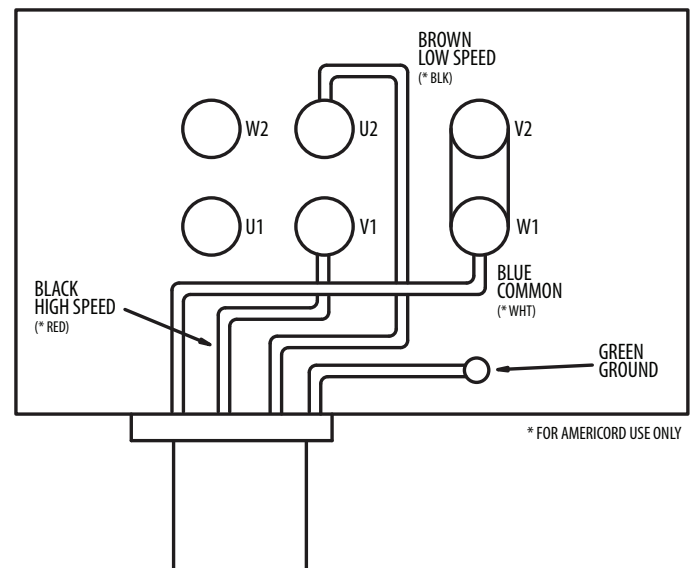 BROWN
LOW SPEED
(* BLK)
W2
U2
V2
U1
V1
W1
BLACK
HIGH SPEED
(* RED)
BLUE
COMMON
(* WHT)
GREEN
GROUND
* FOR AMERICORD USE ONLY